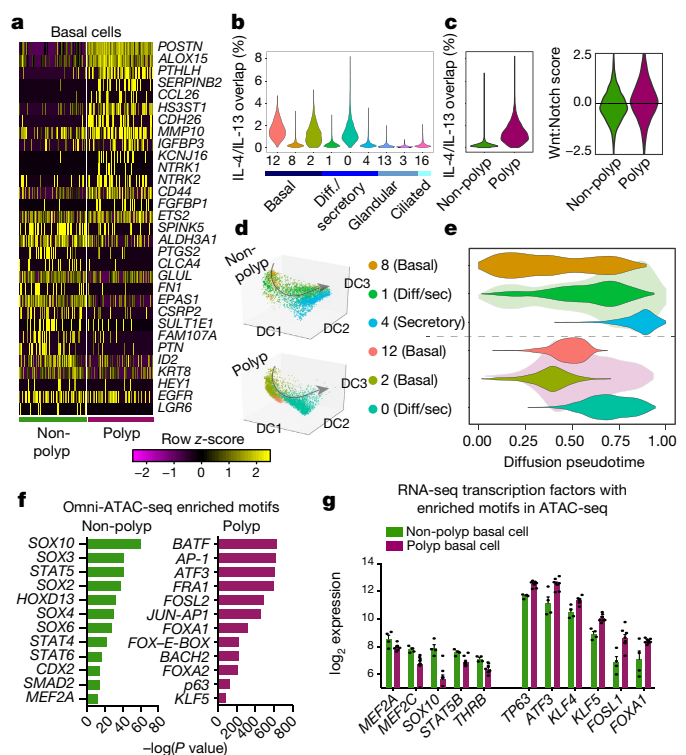 a
Basal cells
POSTN
ALOX15
PTHLH
SERPINB2
CCL26
HS3ST1
CDH26
MMP10
IGFBP3
KCNJ16
NTRK1
NTRK2
CD44
FGFBP1
ETS2
SPINK5
ALDH3A1
PTGS2
CLCA4
GLUL
FN1
EPAS1
CSRP2
SULT1E1
FAM107A
PTN
ID2
KRT8
HEY1
EGFR
LGR6
Non-
polyp
Polyp
Row z-score
−2 −1 0 1 2
b
IL-4/IL-13 overlap (%)
8
6
4
2
0
12 8 2 1 0 4 13 3 16
Basal
Diff./
secretory
Glandular
Ciliated
c
IL-4/IL-13 overlap (%)
Non-polyp
Polyp
Wnt:Notch score
2.5
0.0
−2.5
Non-polyp
Polyp
d
Non-
polyp
DC1
DC2
DC3
Polyp
DC1
DC2
DC3
8 (Basal)
1 (Diff/sec)
4 (Secretory)
12 (Basal)
2 (Basal)
0 (Diff/sec)
e
0.00 0.25 0.50 0.75 1.00
Diffusion pseudotime
f
Omni-ATAC-seq enriched motifs
Non-polyp
SOX10
SOX3
STAT5
SOX2
HOXD13
SOX4
SOX6
STAT4
STAT6
CDX2
SMAD2
MEF2A
0 40 80
Polyp
BATF
AP-1
ATF3
FRA1
FOSL2
JUN-AP1
FOXA1
FOX–E-BOX
BACH2
FOXA2
p63
KLF5
0 200 400 600 800
−log(P value)
g
RNA-seq transcription factors with
enriched motifs in ATAC-seq
Non-polyp basal cell
Polyp basal cell
log2 expression
14
12
10
8
6
4
MEF2A
MEF2C
SOX10
STAT5B
THRB
TP63
ATF3
KLF4
KLF5
FOSL1
FOXA1